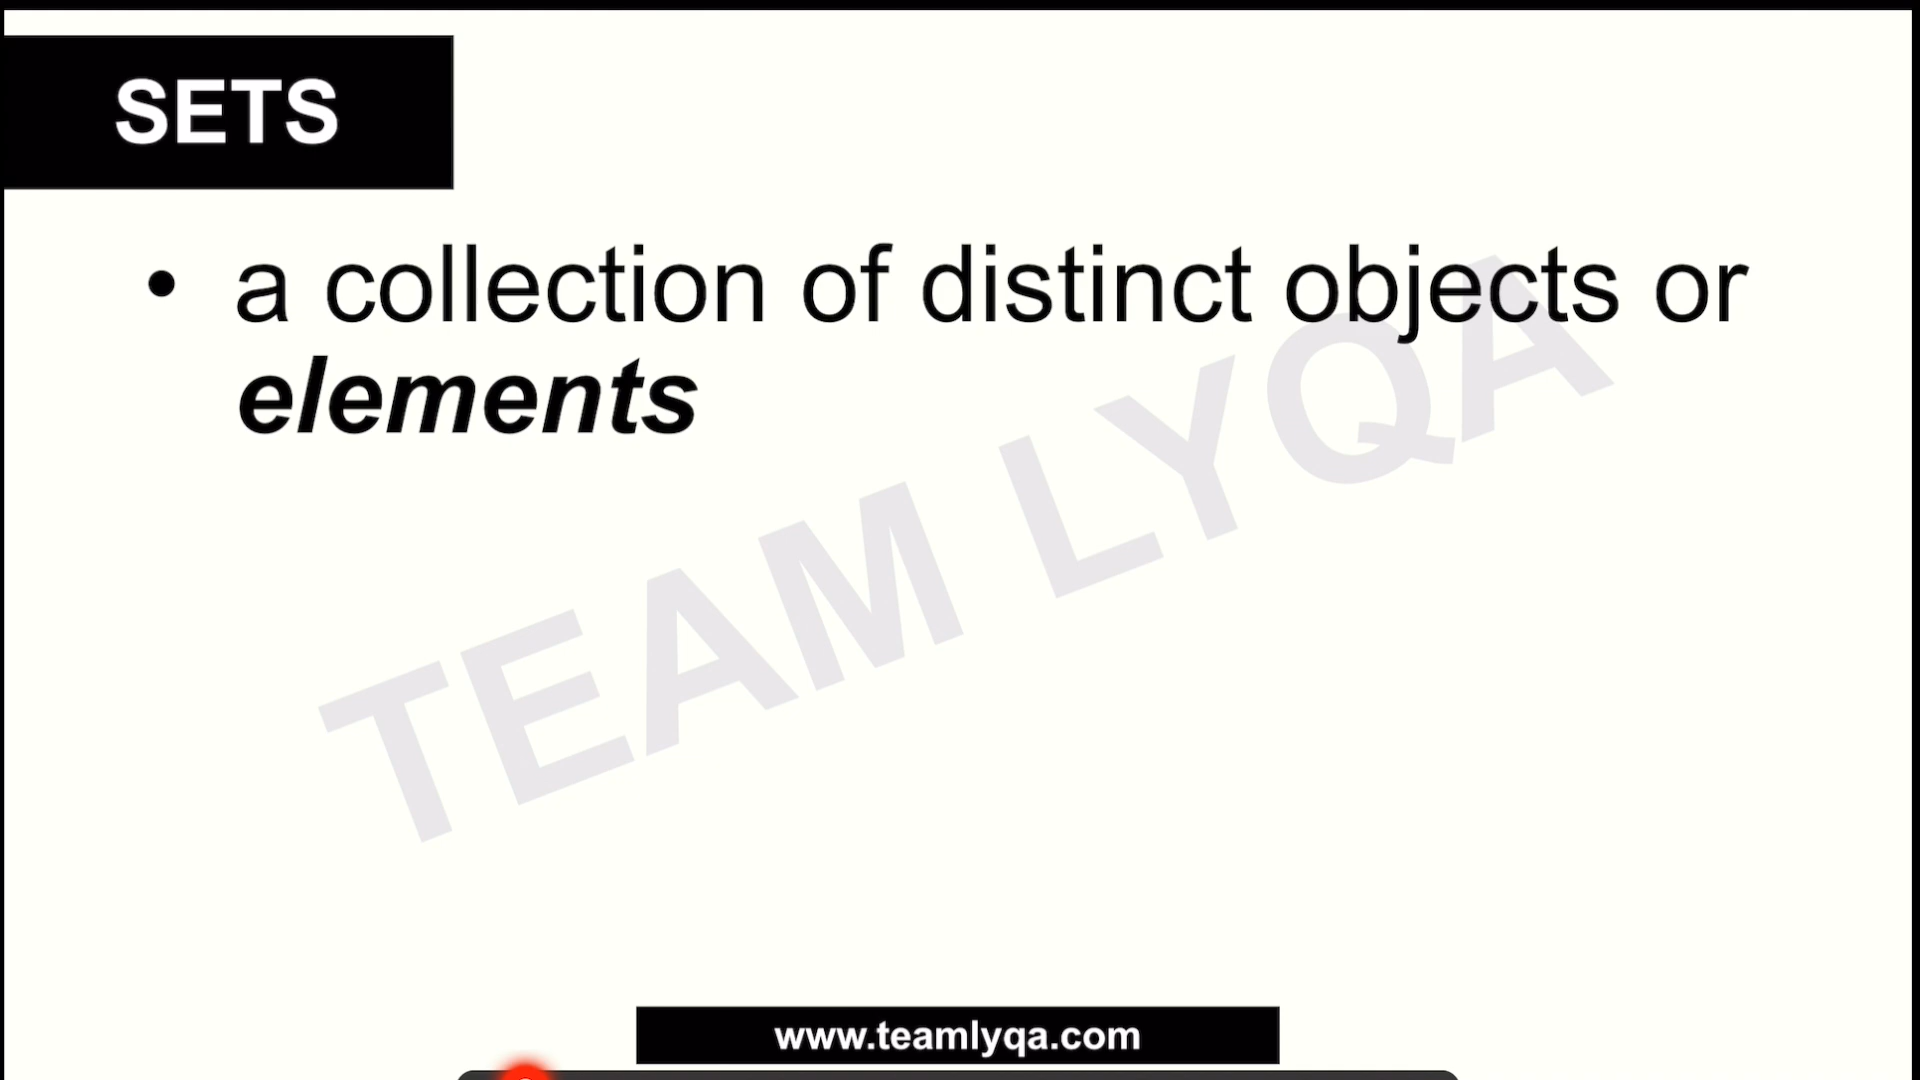 SETS
• a collection of distinct objects or
elements
TEAM LYQA
www.teamlyqa.com